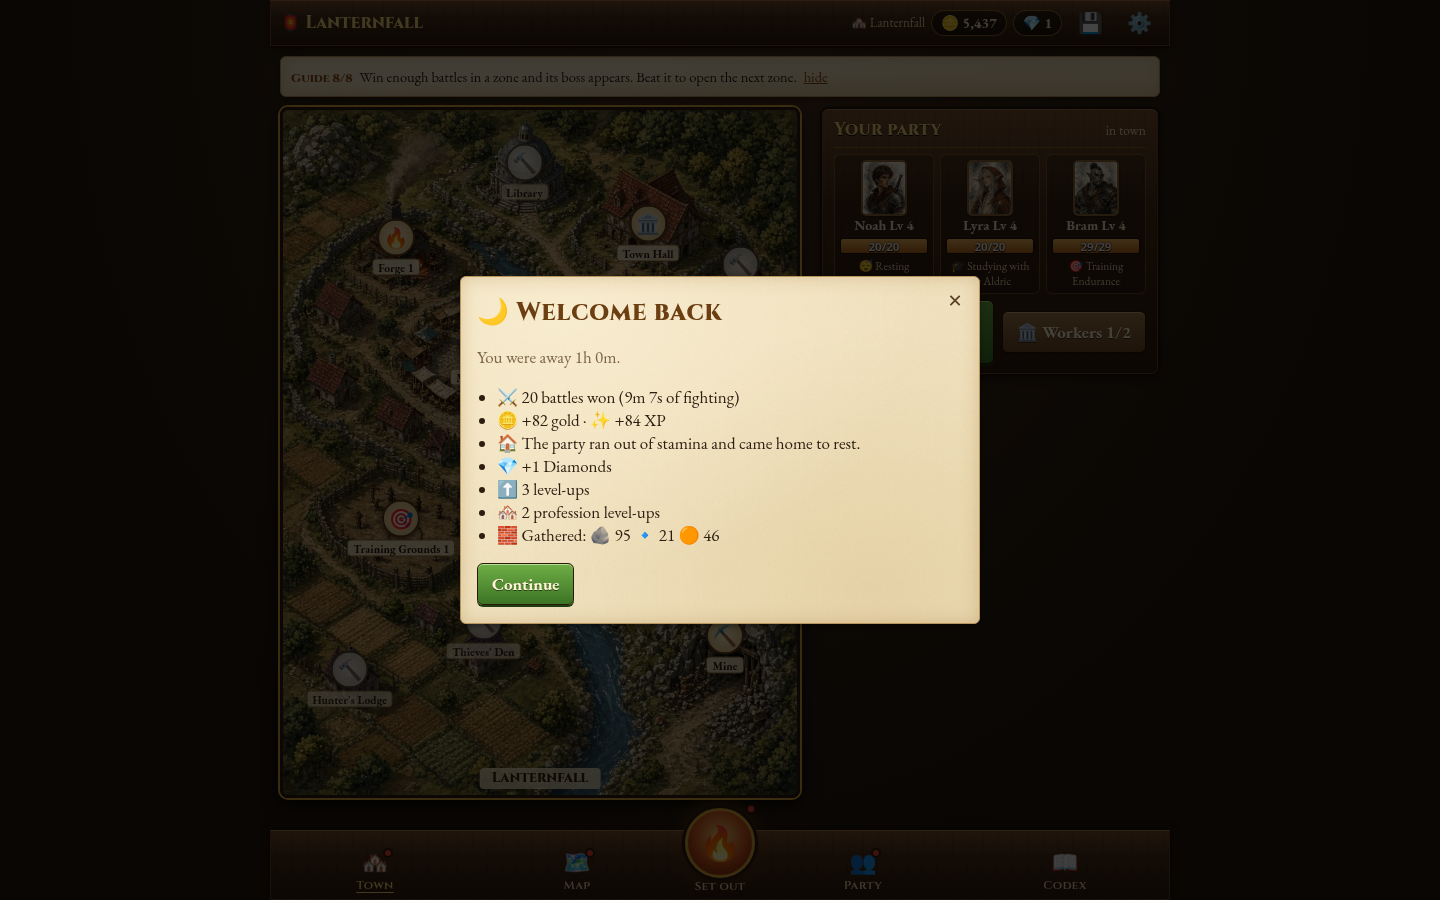 Lanternfall
Lanternfall
5,437
1
Guide 8/8 Win enough battles in a zone and its boss appears. Beat it to open the next zone. hide
Library
Town Hall
Forge 1
Your party
in town
Noah Lv 4
20/20
Resting
Lyra Lv 4
20/20
Studying with
Aldric
Bram Lv 4
29/29
Training
Endurance
Workers 1/2
Welcome back
×
You were away 1h 0m.
20 battles won (9m 7s of fighting)
+82 gold · +84 XP
The party ran out of stamina and came home to rest.
+1 Diamonds
3 level-ups
2 profession level-ups
Gathered: 95 21 46
Continue
Training Grounds 1
Thieves' Den
Mine
Hunter's Lodge
Lanternfall
Town
Map
Set out
Party
Codex